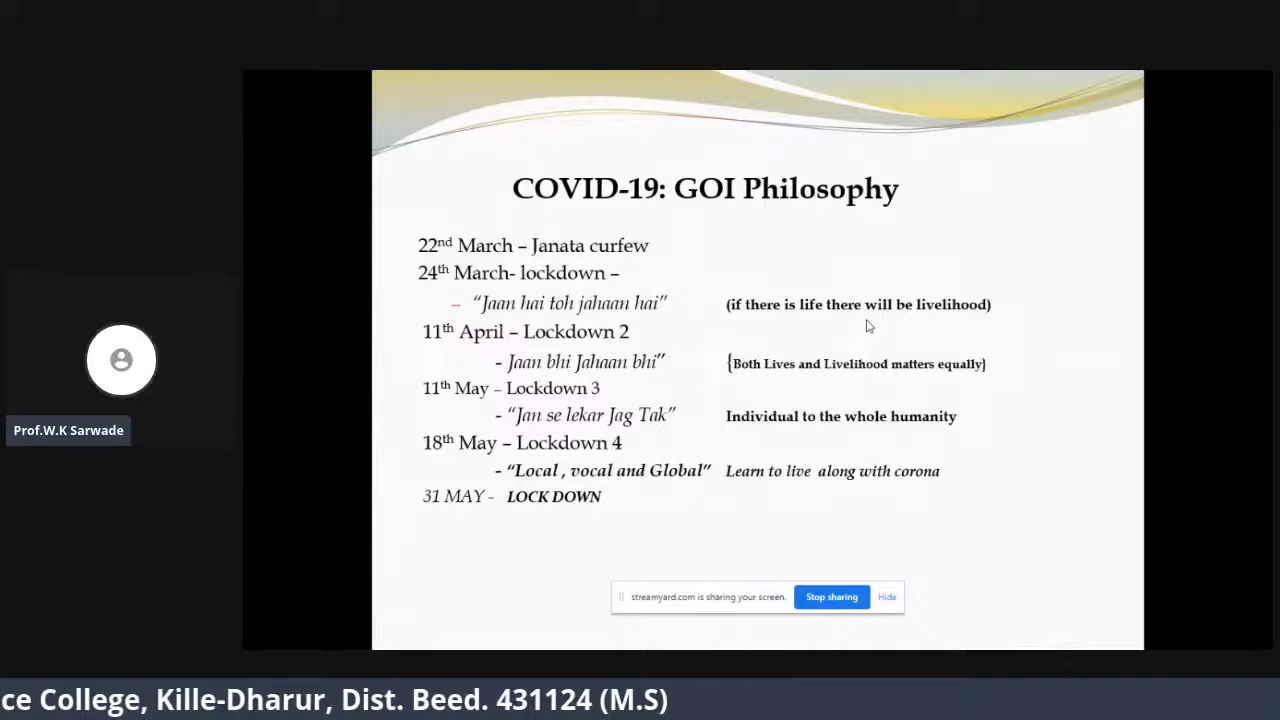 COVID-19: GOI Philosophy
22nd March – Janata curfew
24th March- lockdown –
– “Jaan hai toh jahaan hai” (if there is life there will be livelihood)
11th April – Lockdown 2
- Jaan bhi Jahaan bhi” {Both Lives and Livelihood matters equally}
11th May – Lockdown 3
- “Jan se lekar Jag Tak” Individual to the whole humanity
18th May – Lockdown 4
- “Local , vocal and Global” Learn to live along with corona
31 MAY - LOCK DOWN
Prof.W.K Sarwade
streamyard.com is sharing your screen. Stop sharing Hide
ce College, Kille-Dharur, Dist. Beed. 431124 (M.S)